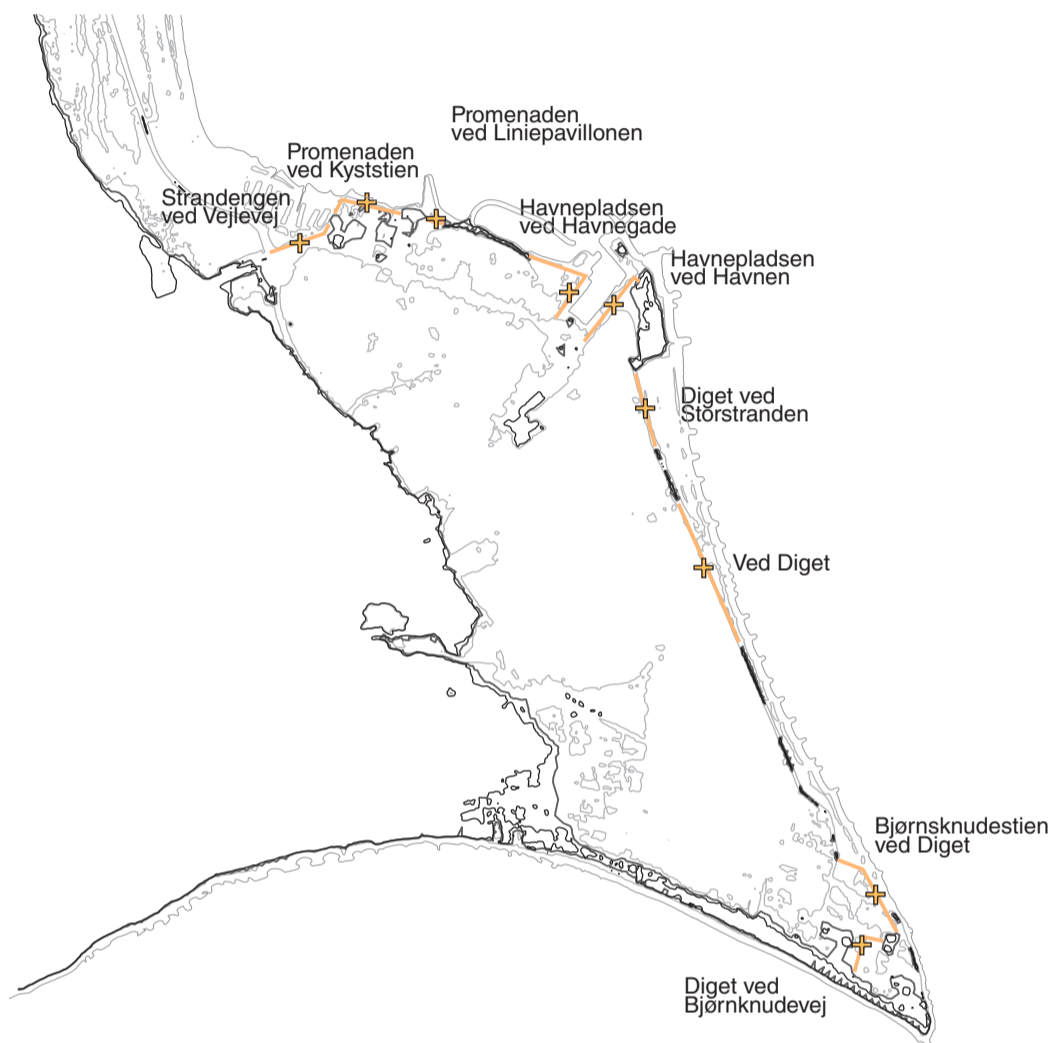 Promenaden
ved Liniepavillonen
Promenaden
ved Kyststien
Strandengen
ved Vejlevej
Havnepladsen
ved Havnegade
Havnepladsen
ved Havnen
Diget ved
Storstranden
Ved Diget
Bjørnsknudestien
ved Diget
Diget ved
Bjørnknudevej